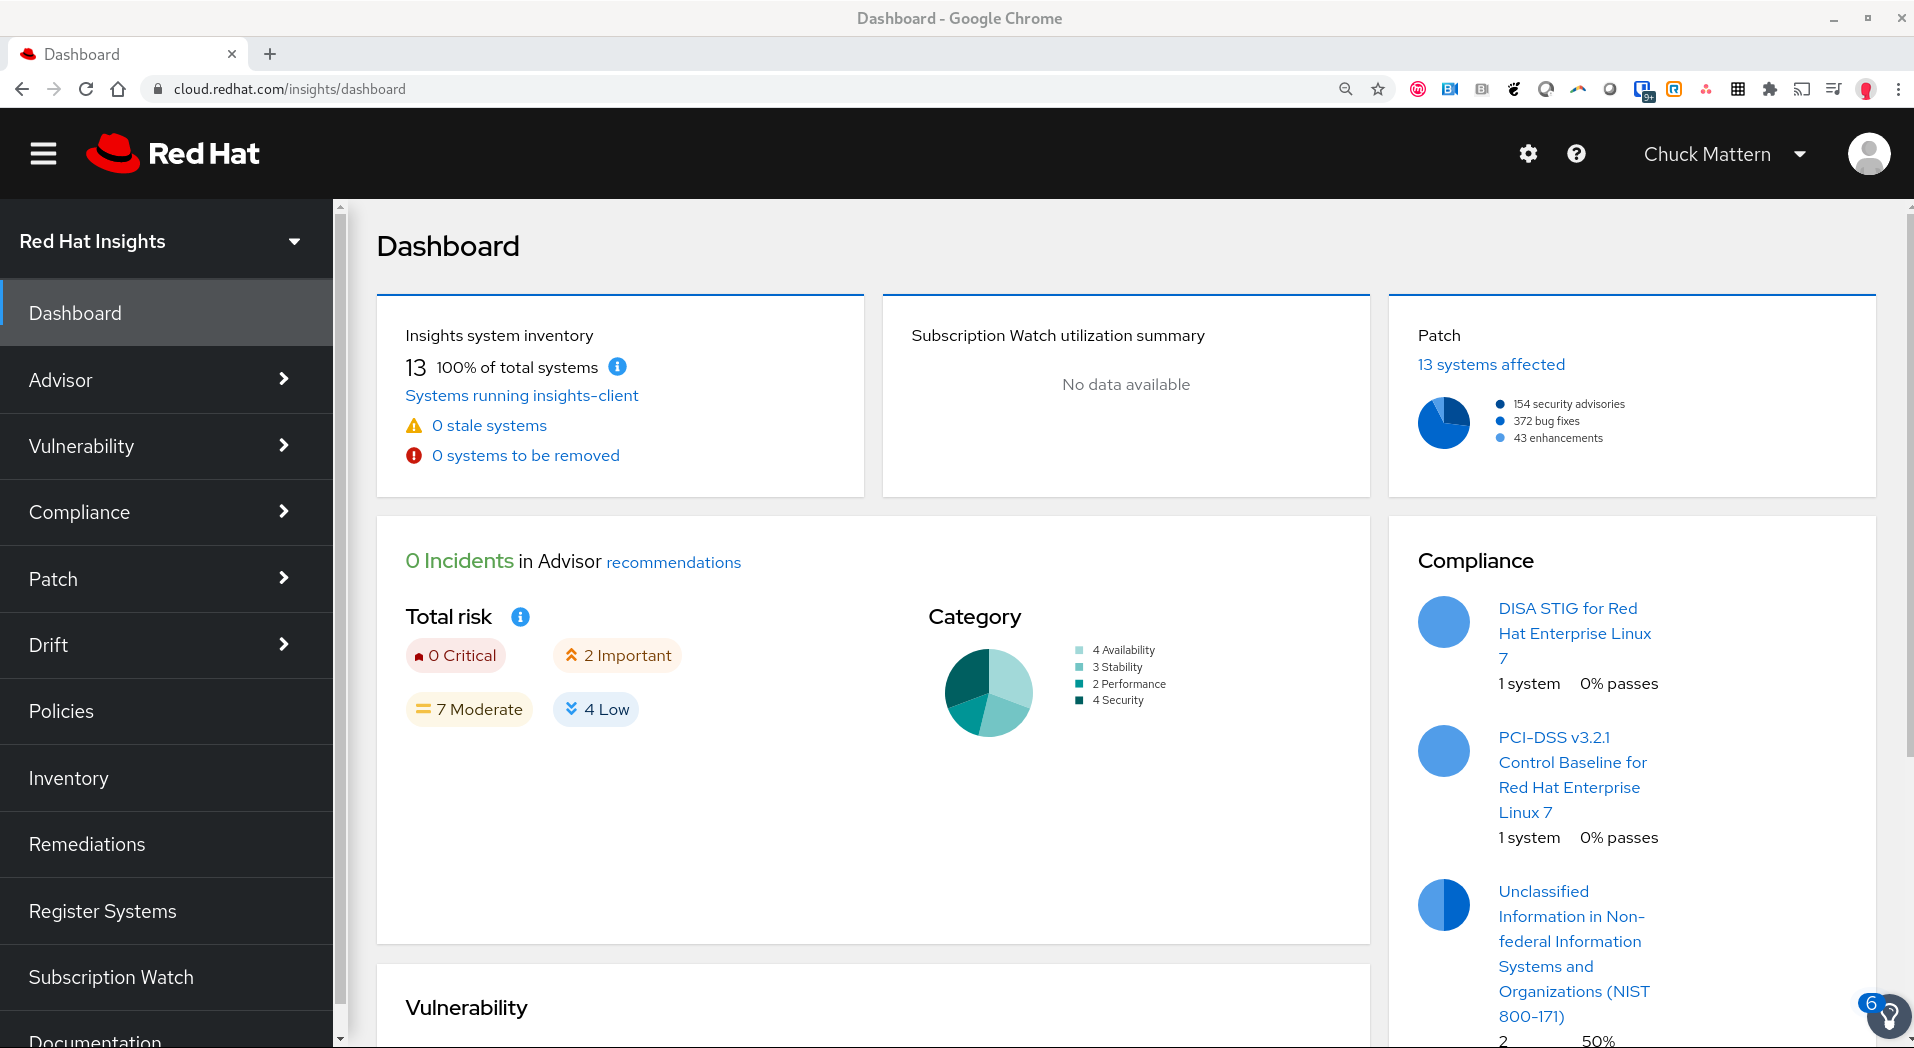 Dashboard - Google Chrome
Dashboard
cloud.redhat.com/insights/dashboard
9+
Red Hat
Chuck Mattern
Red Hat Insights
Dashboard
Advisor
Vulnerability
Compliance
Patch
Drift
Policies
Inventory
Remediations
Register Systems
Subscription Watch
Documentation
Dashboard
Insights system inventory
13 100% of total systems
Systems running insights-client
0 stale systems
0 systems to be removed
Subscription Watch utilization summary
No data available
Patch
13 systems affected
154 security advisories
372 bug fixes
43 enhancements
0 Incidents in Advisor recommendations
Total risk
0 Critical
2 Important
7 Moderate
4 Low
Category
4 Availability
3 Stability
2 Performance
4 Security
Compliance
DISA STIG for Red
Hat Enterprise Linux
7
1 system 0% passes
PCI-DSS v3.2.1
Control Baseline for
Red Hat Enterprise
Linux 7
1 system 0% passes
Unclassified
Information in Non-
federal Information
Systems and
Organizations (NIST
800-171)
2 50%
Vulnerability
6